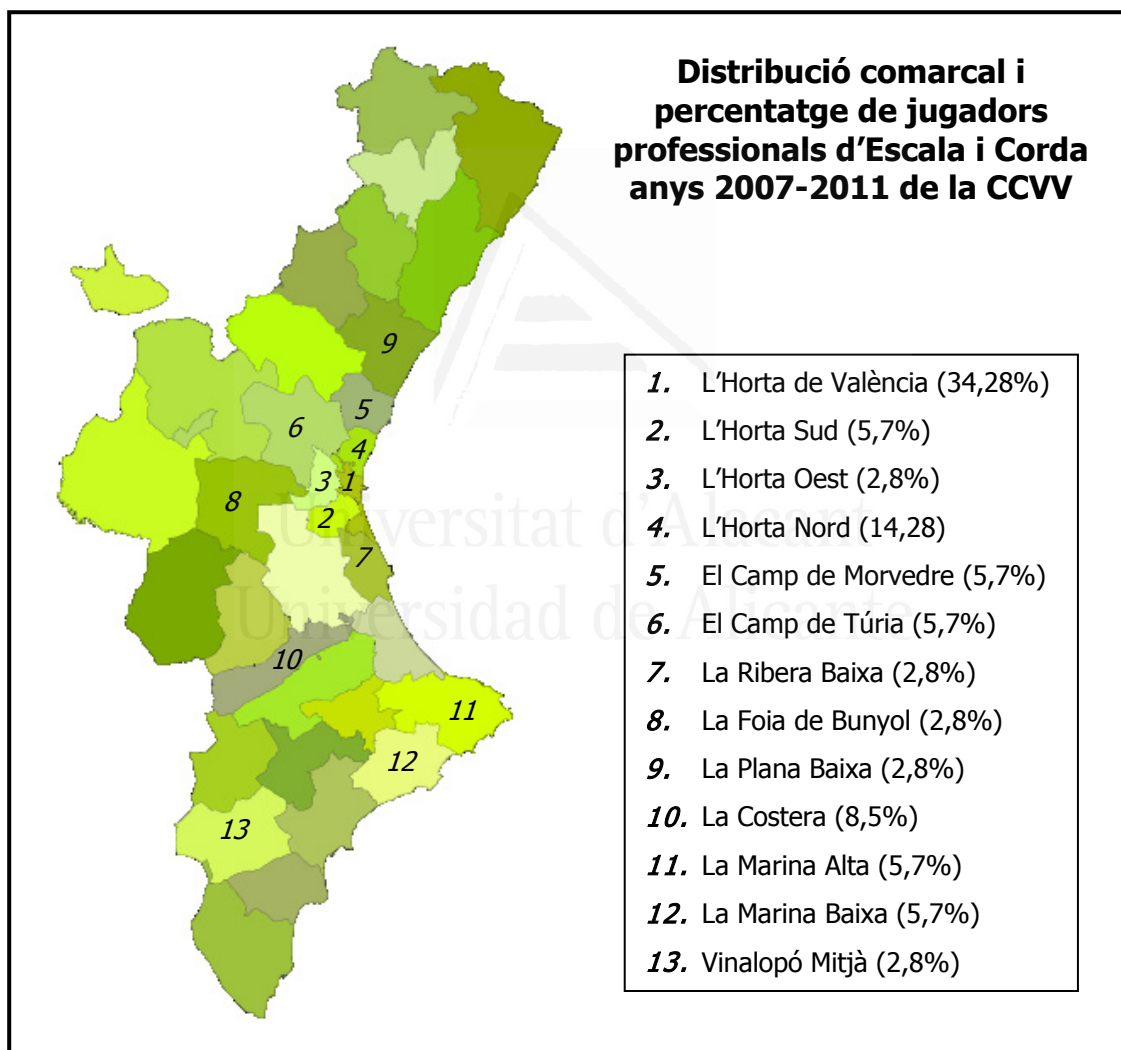 Distribució comarcal i
percentatge de jugadors
professionals d’Escala i Corda
anys 2007-2011 de la CCVV
9
5
6
4
3
1
8
2
7
10
11
12
13
1. L’Horta de València (34,28%)
2. L’Horta Sud (5,7%)
3. L’Horta Oest (2,8%)
4. L’Horta Nord (14,28)
5. El Camp de Morvedre (5,7%)
6. El Camp de Túria (5,7%)
7. La Ribera Baixa (2,8%)
8. La Foia de Bunyol (2,8%)
9. La Plana Baixa (2,8%)
10. La Costera (8,5%)
11. La Marina Alta (5,7%)
12. La Marina Baixa (5,7%)
13. Vinalopó Mitjà (2,8%)
Universitat d’Alacant
Universidad de Alicante